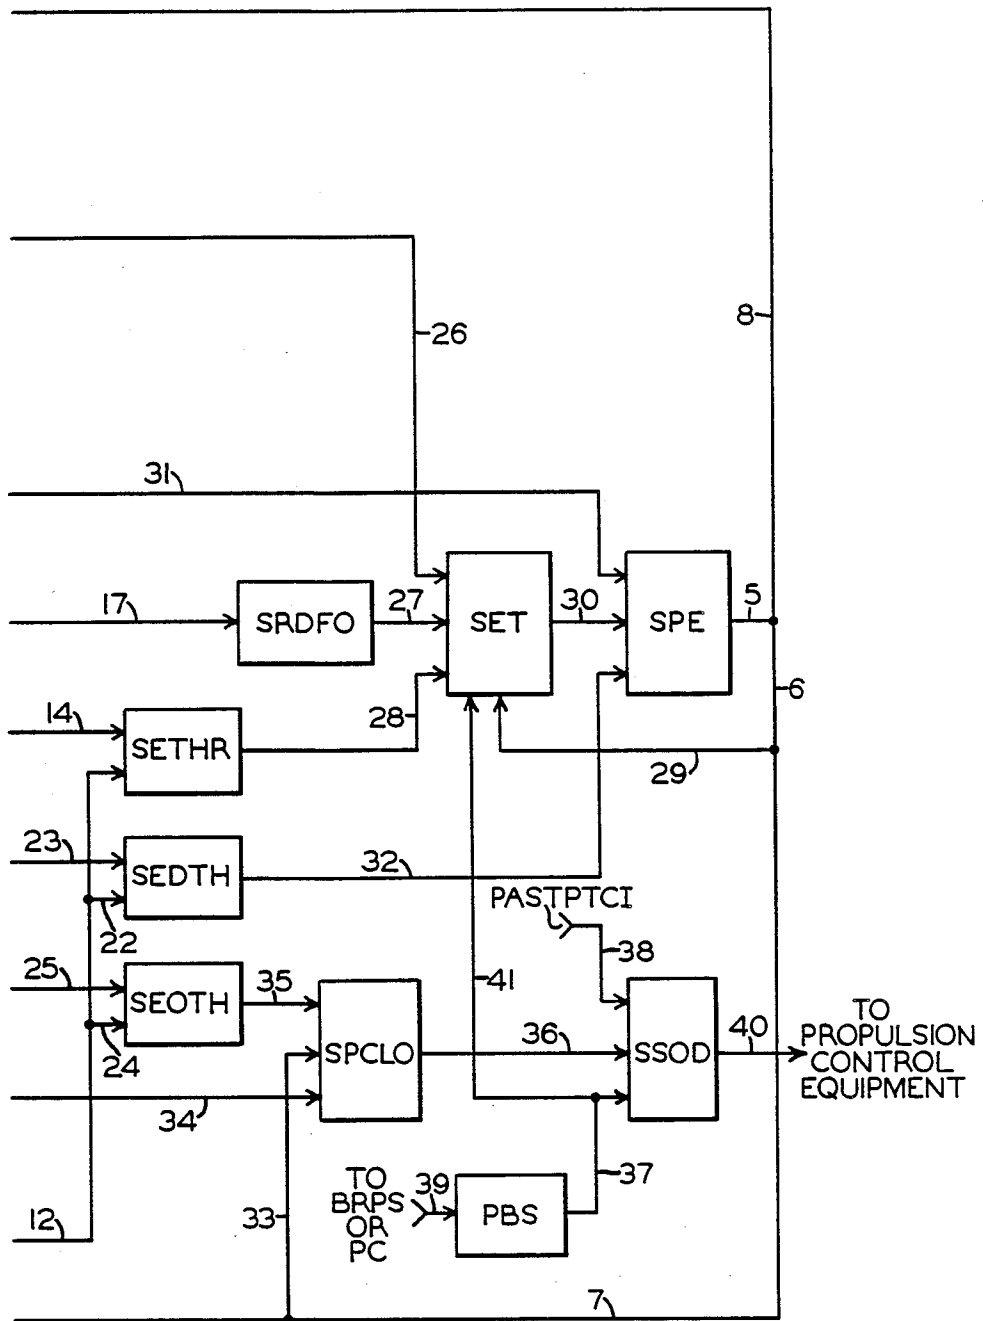 8
26
31
17
SRDFO
27
SET
30
SPE
5
6
14
SETHR
28
29
23
SEDTH
32
22
PASTPTCI
38
25
SEOTH
35
41
24
SPCLO
36
SSOD
40
TO
PROPULSION
CONTROL
EQUIPMENT
34
TO
BRPS
OR
PC
39
PBS
37
12
33
7